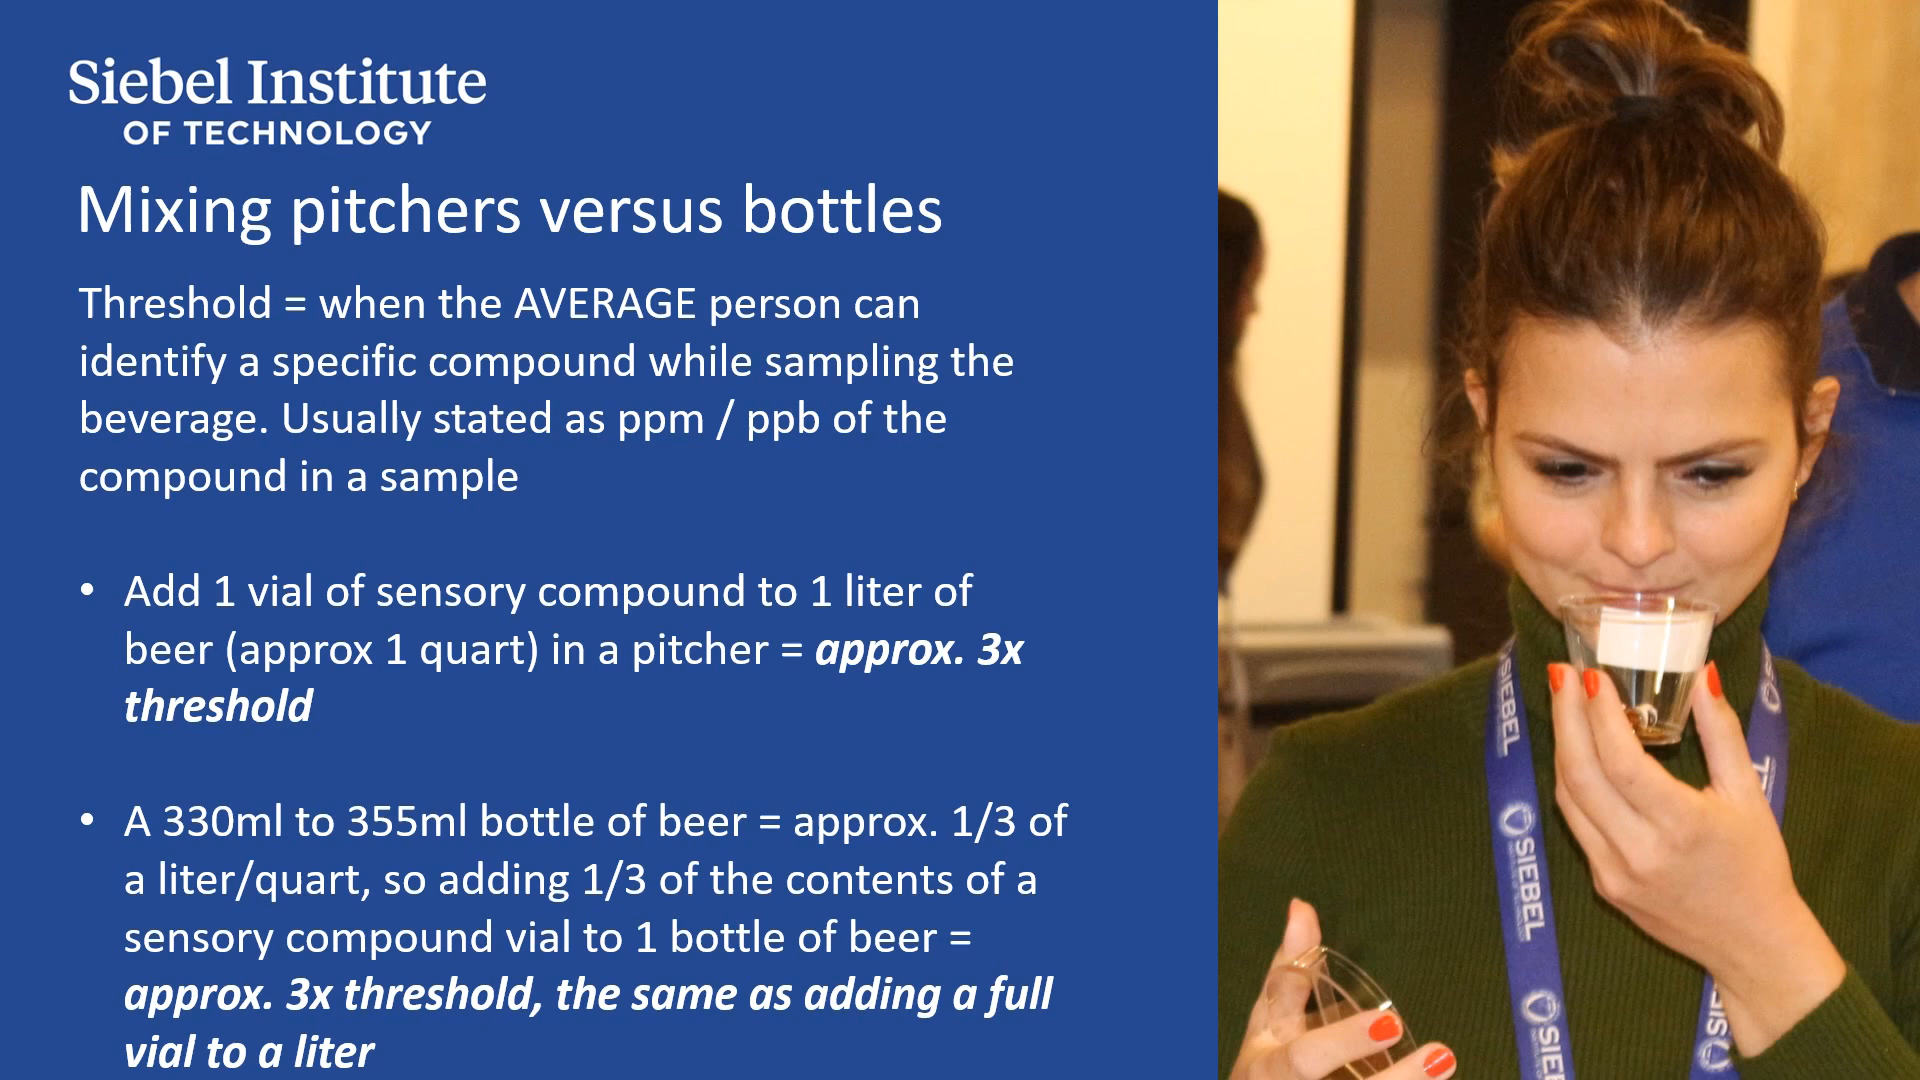 Siebel Institute
OF TECHNOLOGY
Mixing pitchers versus bottles
Threshold = when the AVERAGE person can
identify a specific compound while sampling the
beverage. Usually stated as ppm / ppb of the
compound in a sample
• Add 1 vial of sensory compound to 1 liter of
beer (approx 1 quart) in a pitcher = approx. 3x
threshold
• A 330ml to 355ml bottle of beer = approx. 1/3 of
a liter/quart, so adding 1/3 of the contents of a
sensory compound vial to 1 bottle of beer =
approx. 3x threshold, the same as adding a full
vial to a liter
SIEBEL
SIEBEL
SIE
SI